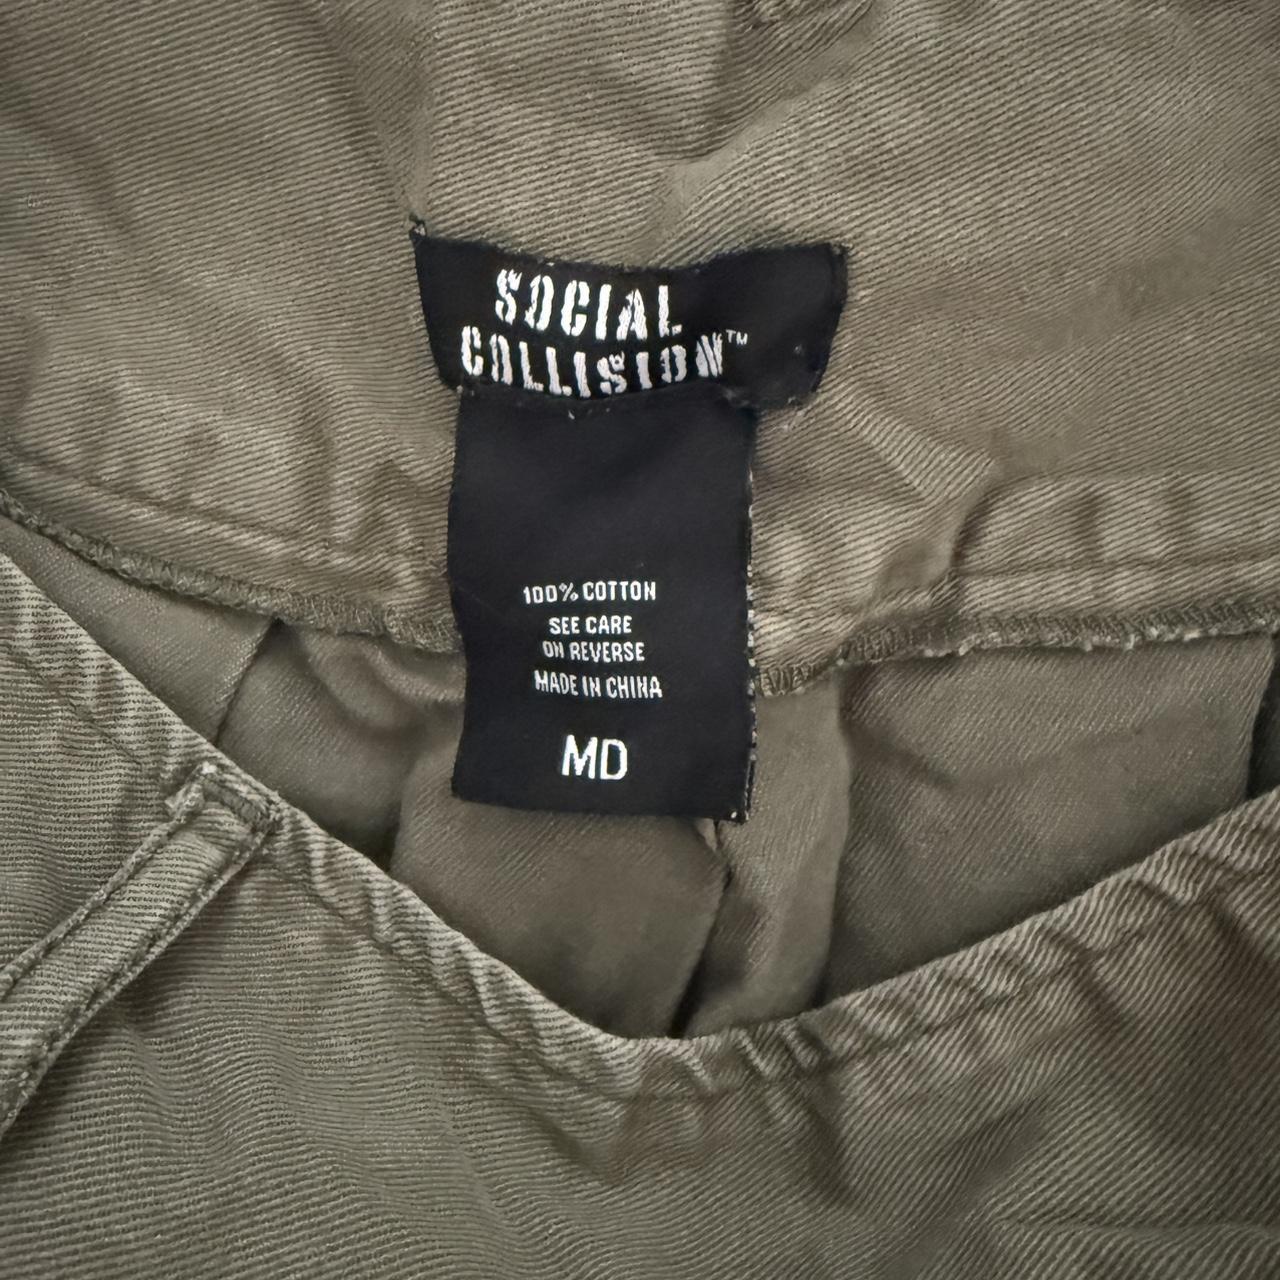 SOCIAL
COLLISION™
100% COTTON
SEE CARE
ON REVERSE
MADE IN CHINA
MD